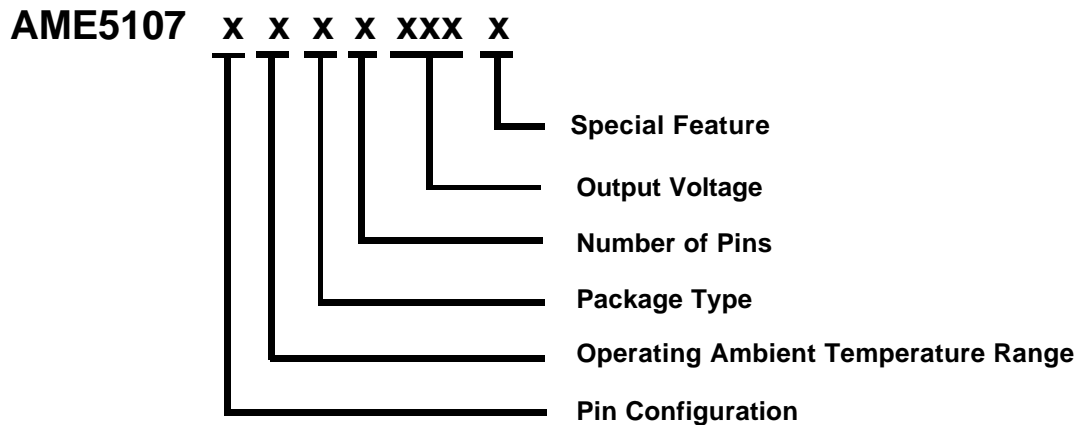 AME5107 x x x x xxx x
Special Feature
Output Voltage
Number of Pins
Package Type
Operating Ambient Temperature Range
Pin Configuration